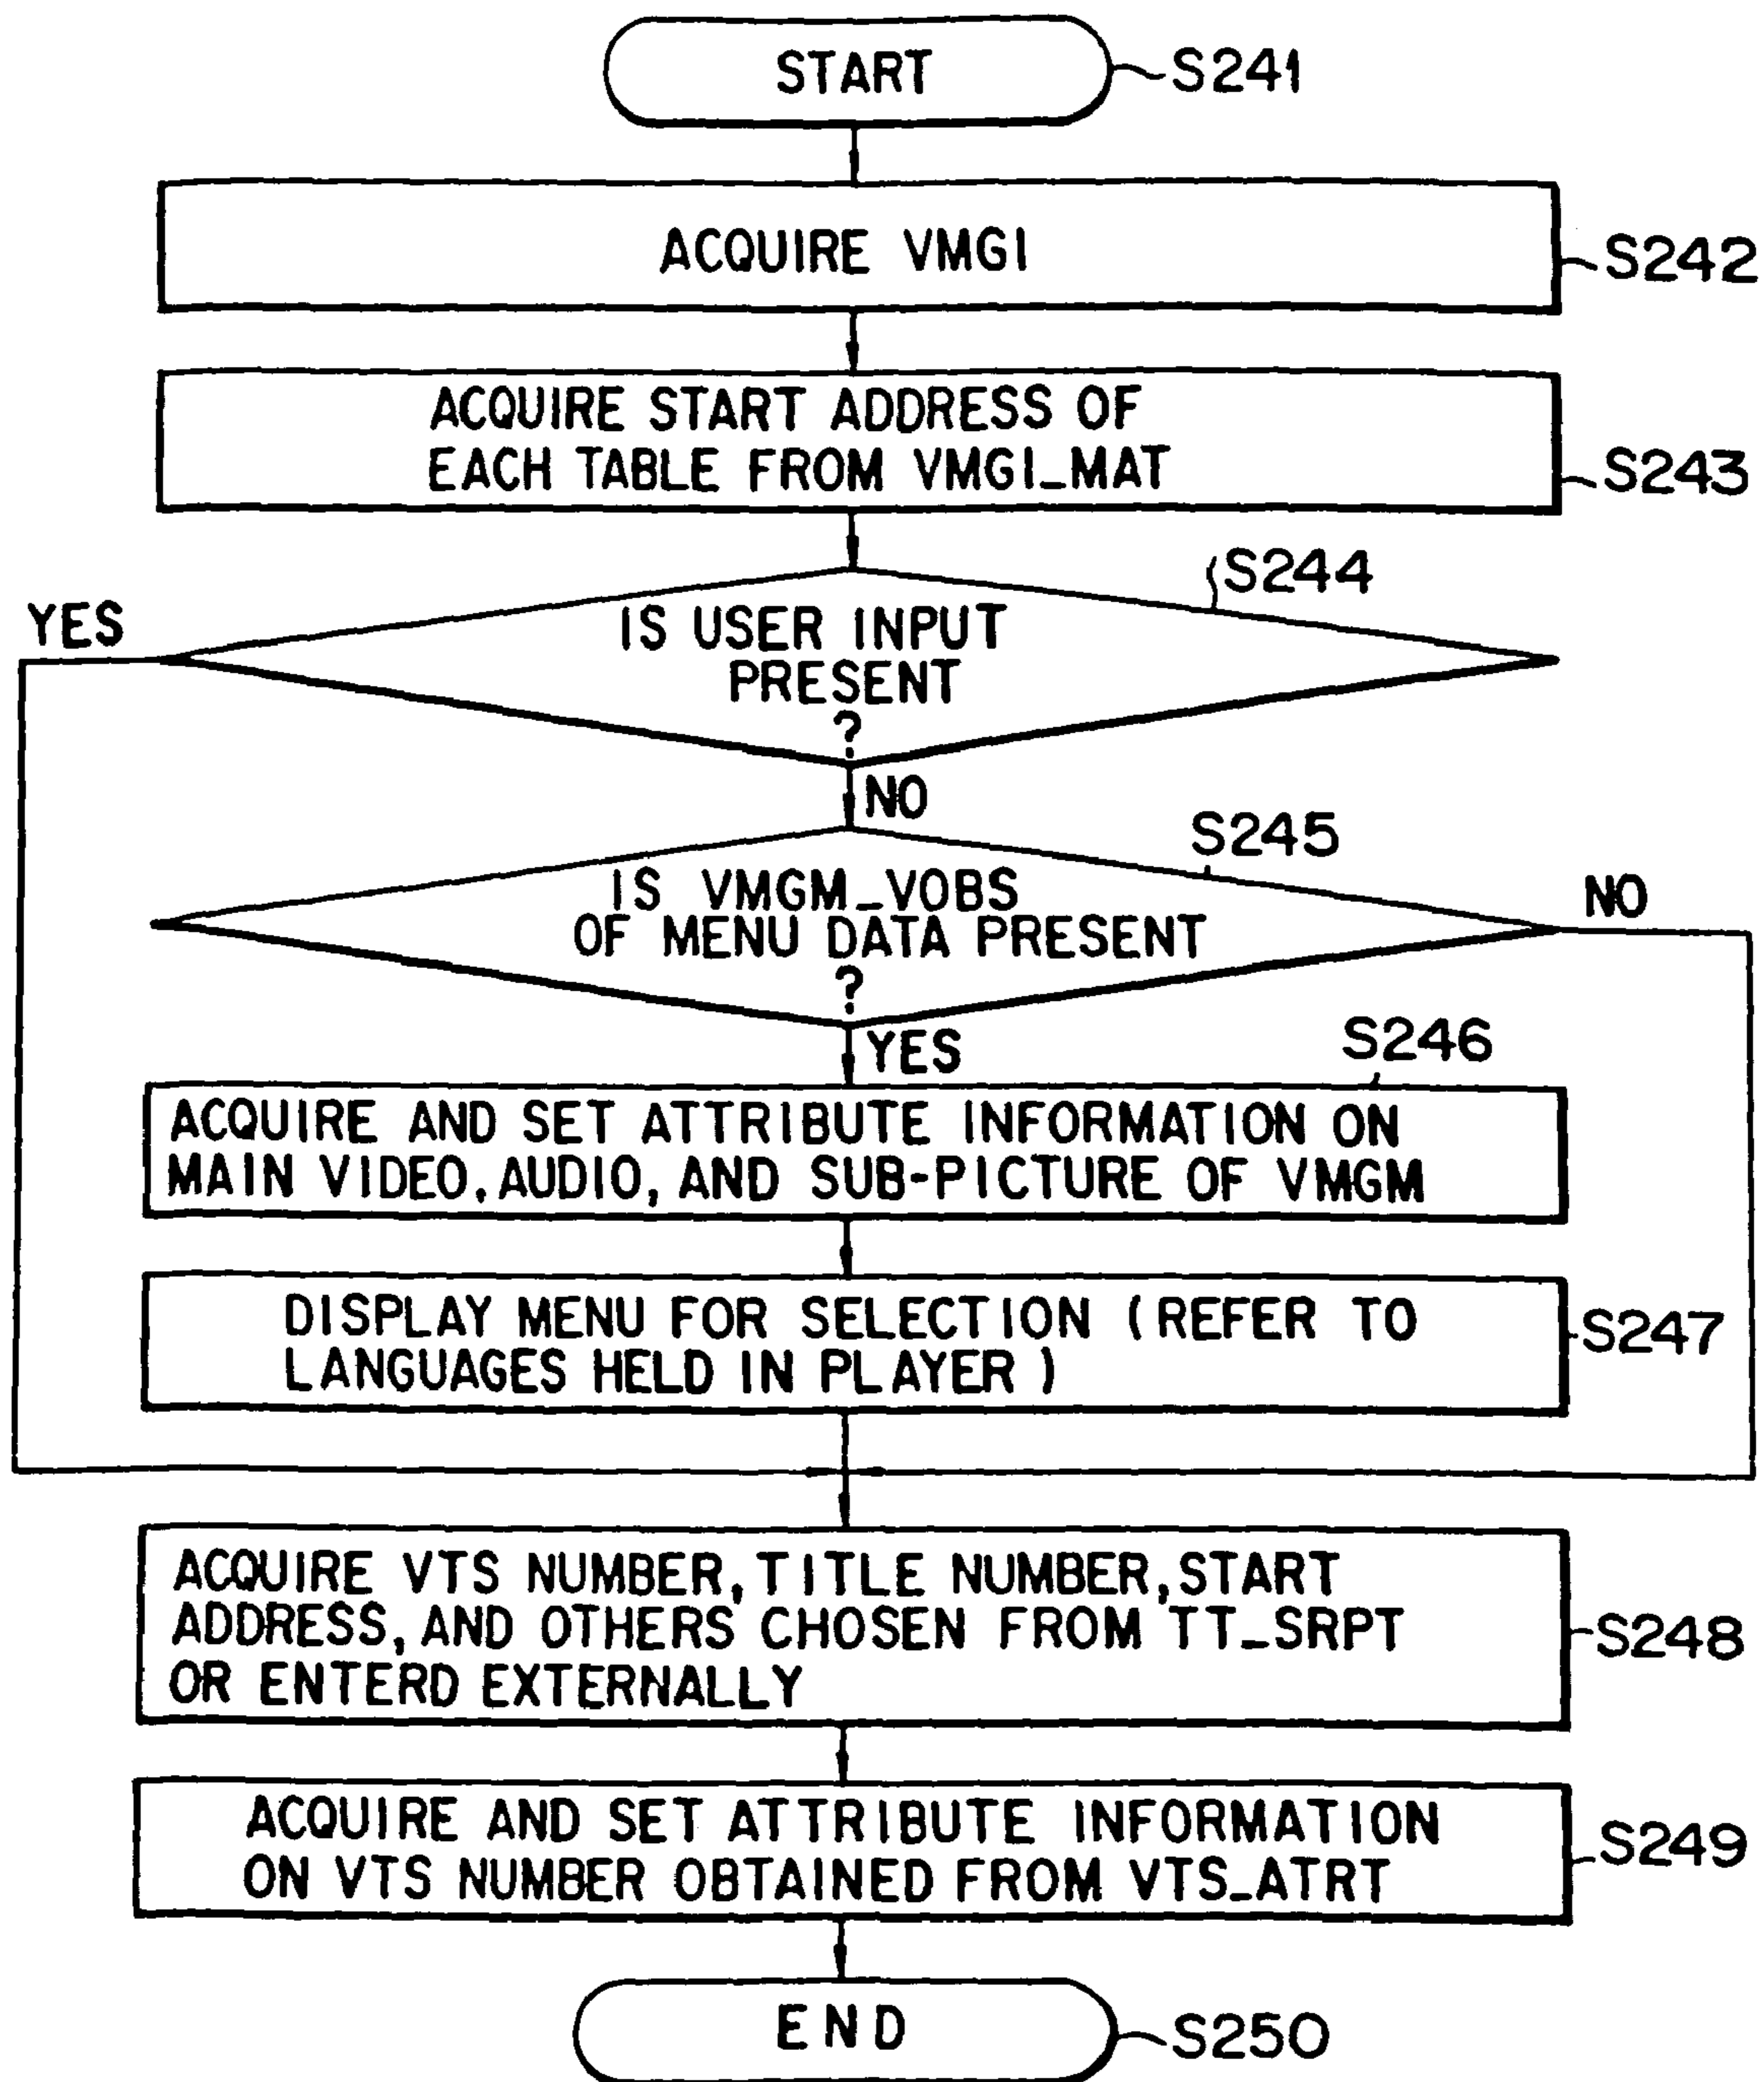 START
S241
ACQUIRE VMGI
S242
ACQUIRE START ADDRESS OF
EACH TABLE FROM VMGI_MAT
S243
S244
YES
IS USER INPUT
PRESENT
?
NO
S245
IS VMGM_VOBS
OF MENU DATA PRESENT
?
NO
YES
S246
ACQUIRE AND SET ATTRIBUTE INFORMATION ON
MAIN VIDEO, AUDIO, AND SUB-PICTURE OF VMGM
DISPLAY MENU FOR SELECTION (REFER TO
LANGUAGES HELD IN PLAYER)
S247
ACQUIRE VTS NUMBER, TITLE NUMBER, START
ADDRESS, AND OTHERS CHOSEN FROM TT_SRPT
OR ENTERD EXTERNALLY
S248
ACQUIRE AND SET ATTRIBUTE INFORMATION
ON VTS NUMBER OBTAINED FROM VTS_ATRT
S249
END
S250